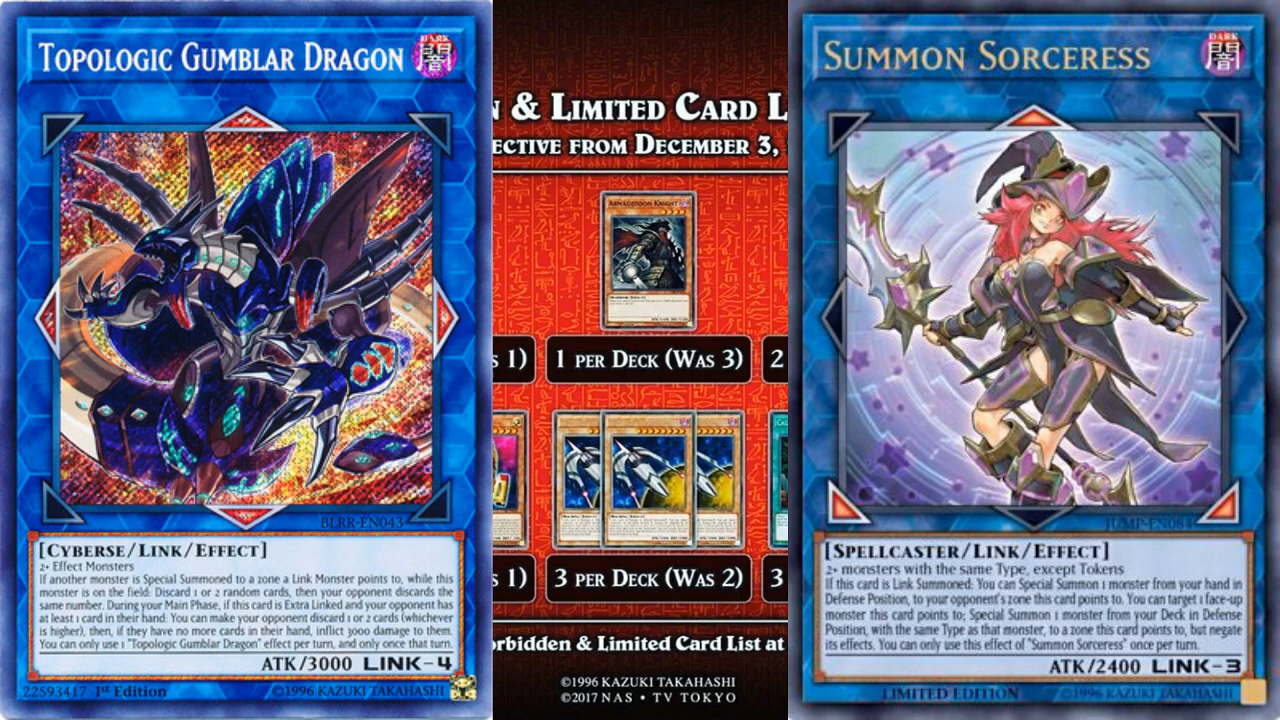 TOPOLOGIC GUMBLAR DRAGON
DARK
闇
BLRR-EN043
[CYBERSE/LINK/EFFECT]
2+ Effect Monsters
If another monster is Special Summoned to a zone a Link Monster points to, while this
monster is on the field: Discard 1 or 2 random cards, then your opponent discards the
same number. During your Main Phase, if this card is Extra Linked and your opponent has
at least 1 card in their hand: You can make your opponent discard 1 or 2 cards (whichever
is higher), then, if they have no more cards in their hand, inflict 3000 damage to them.
You can only use 1 "Topologic Gumblar Dragon" effect per turn, and only once that turn.
ATK/3000 LINK-4
22593417 1st Edition ©1996 KAZUKI TAKAHASHI
N & LIMITED CARD L
ECTIVE FROM DECEMBER 3,
ARMAGEDDON KNIGHT
S 1)
1 PER DECK (WAS 3)
2
S 1)
3 PER DECK (WAS 2)
3
orbidden & Limited Card List at
©1996 KAZUKI TAKAHASHI
©2017 NAS • TV TOKYO
SUMMON SORCERESS
DARK
闇
JUMP-EN084
[SPELLCASTER/LINK/EFFECT]
2+ monsters with the same Type, except Tokens
If this card is Link Summoned: You can Special Summon 1 monster from your hand in
Defense Position, to your opponent's zone this card points to. You can target 1 face-up
monster this card points to; Special Summon 1 monster from your Deck in Defense
Position, with the same Type as that monster, to a zone this card points to, but negate
its effects. You can only use this effect of "Summon Sorceress" once per turn.
ATK/2400 LINK-3
LIMITED EDITION ©1996 KAZUKI TAKAHASHI